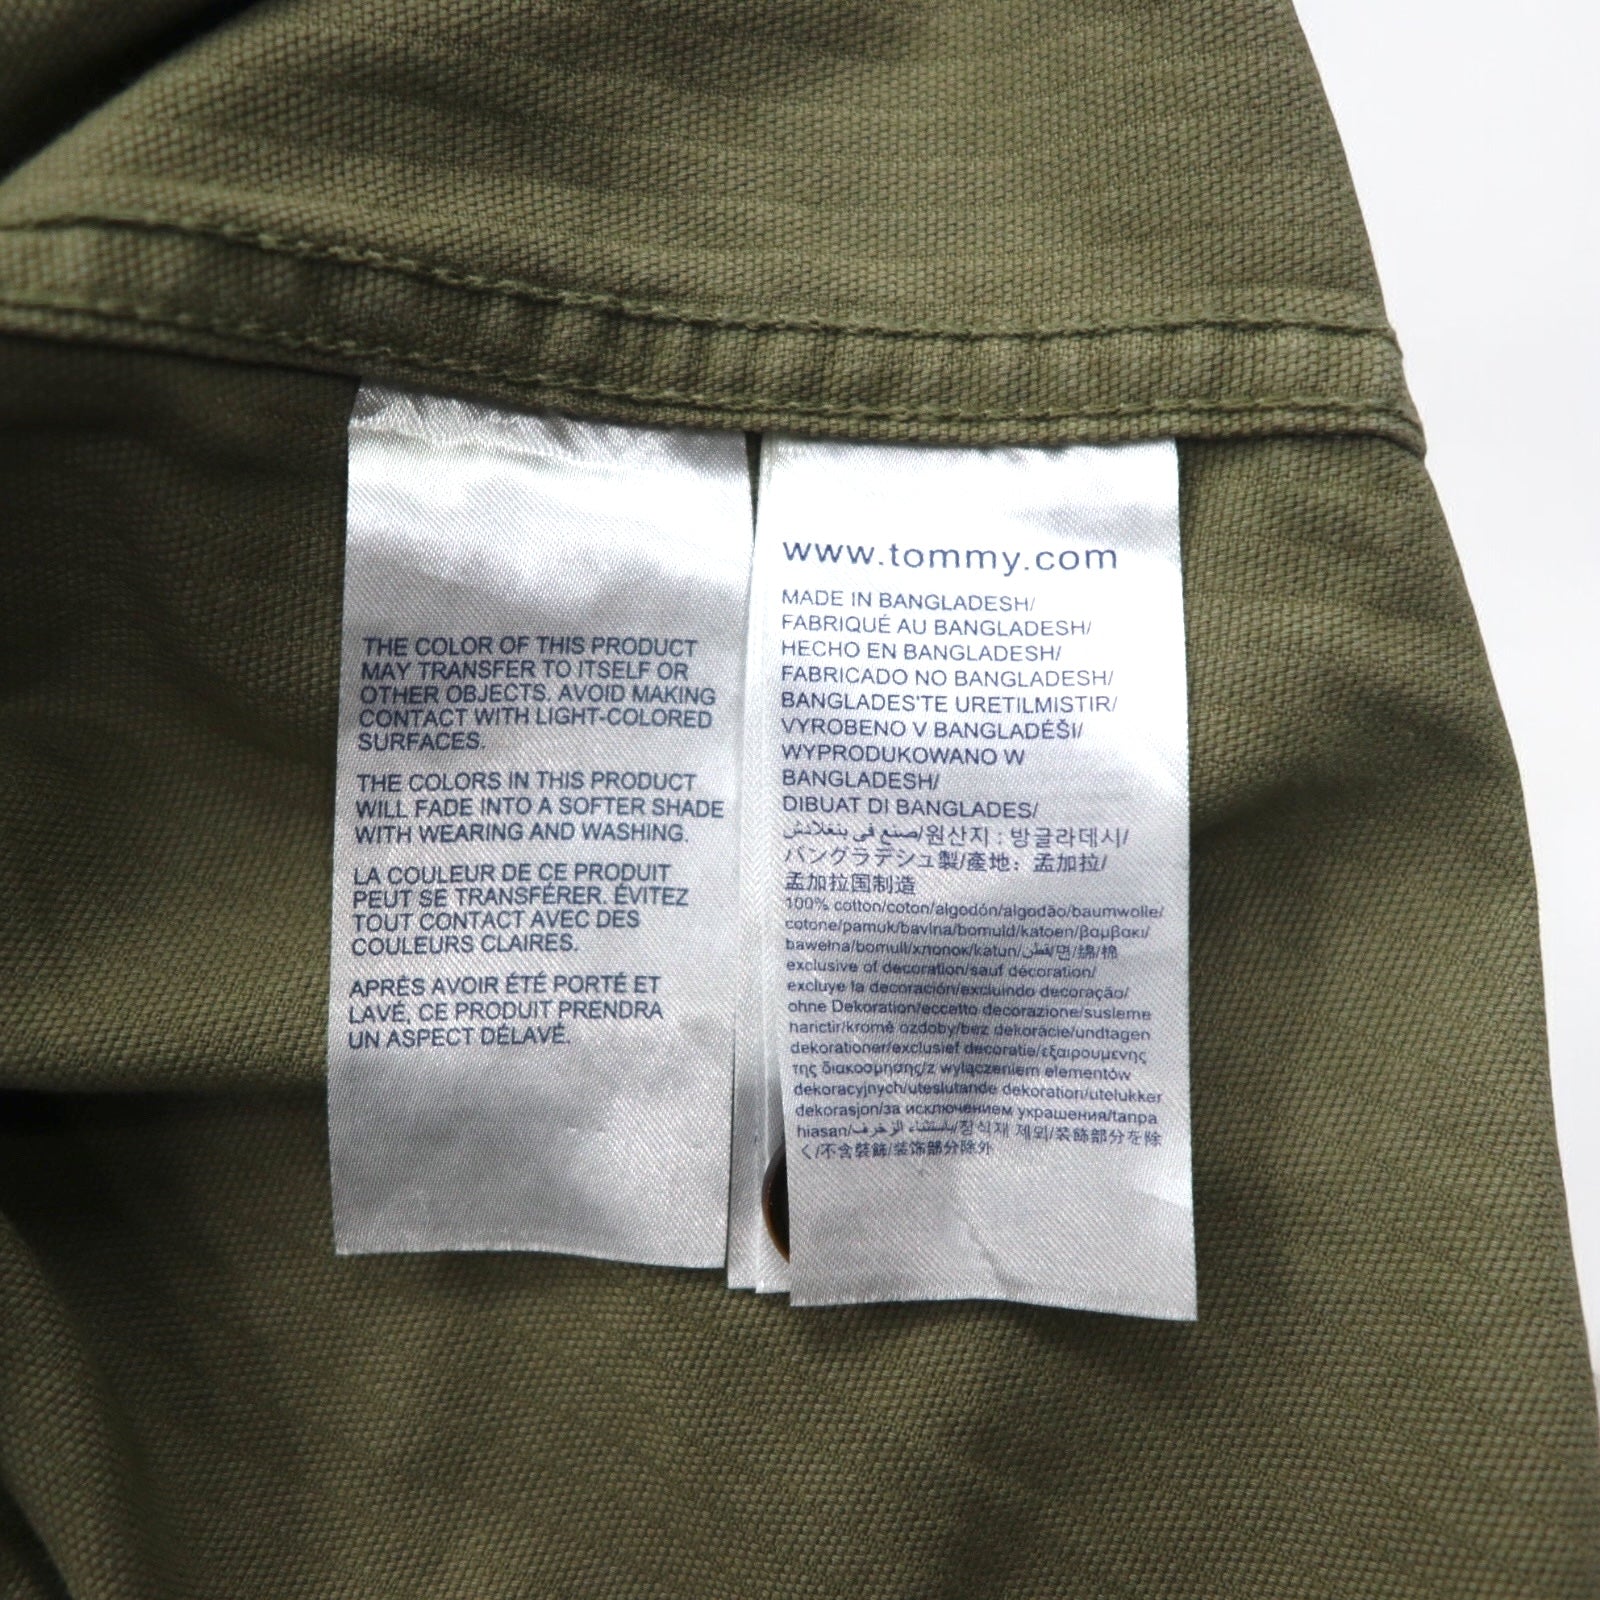 THE COLOR OF THIS PRODUCT
MAY TRANSFER TO ITSELF OR
OTHER OBJECTS. AVOID MAKING
CONTACT WITH LIGHT-COLORED
SURFACES.
THE COLORS IN THIS PRODUCT
WILL FADE INTO A SOFTER SHADE
WITH WEARING AND WASHING.
LA COULEUR DE CE PRODUIT
PEUT SE TRANSFÉRER. ÉVITEZ
TOUT CONTACT AVEC DES
COULEURS CLAIRES.
APRÈS AVOIR ÉTÉ PORTÉ ET
LAVÉ, CE PRODUIT PRENDRA
UN ASPECT DÉLAVÉ.
www.tommy.com
MADE IN BANGLADESH/
FABRIQUÉ AU BANGLADESH/
HECHO EN BANGLADESH/
FABRICADO NO BANGLADESH/
BANGLADES'TE URETILMISTIR/
VYROBENO V BANGLADÉŠI/
WYPRODUKOWANO W
BANGLADESH/
DIBUAT DI BANGLADES/
صنع في بنغلادش/원산지 : 방글라데시/
バングラデシュ製/產地：孟加拉/
孟加拉国制造
100% cotton/coton/algodón/algodão/baumwolle/
cotone/pamuk/bavlna/bomuld/katoen/βαμβακι/
bawełna/bomull/хлопок/katun/قطن/면/綿/棉
exclusive of decoration/sauf décoration/
excluye la decoración/excluindo decoração/
ohne Dekoration/eccetto decorazione/susleme
harictir/kromě ozdoby/bez dekorácie/undtagen
dekorationer/exclusief decoratie/εξαιρουμενης
της διακοσμησης/z wyłączeniem elementów
dekoracyjnych/uteslutande dekoration/utelukker
dekorasjon/за исключением украшения/tanpa
hiasan/باستثناء الزخرف/장식재 제외/装飾部分を除
く/不含裝飾/装饰部分除外